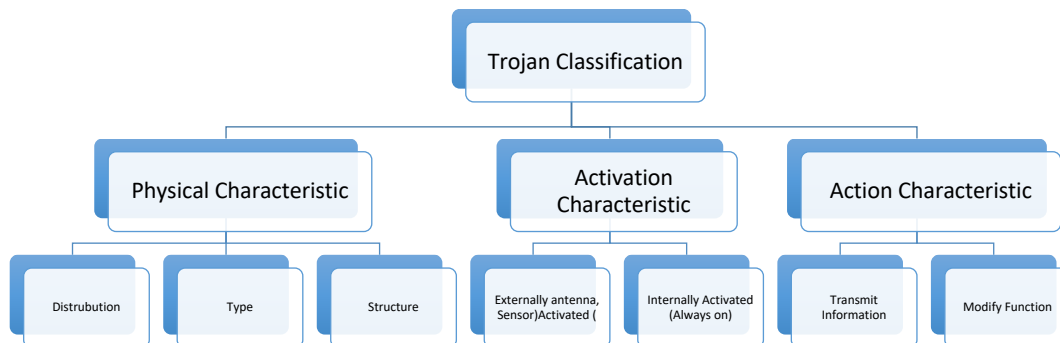 Trojan Classification
Physical Characteristic
Activation
Characteristic
Action Characteristic
Distrubution
Type
Structure
Externally antenna,
Sensor)Activated (
Internally Activated
(Always on)
Transmit
Information
Modify Function